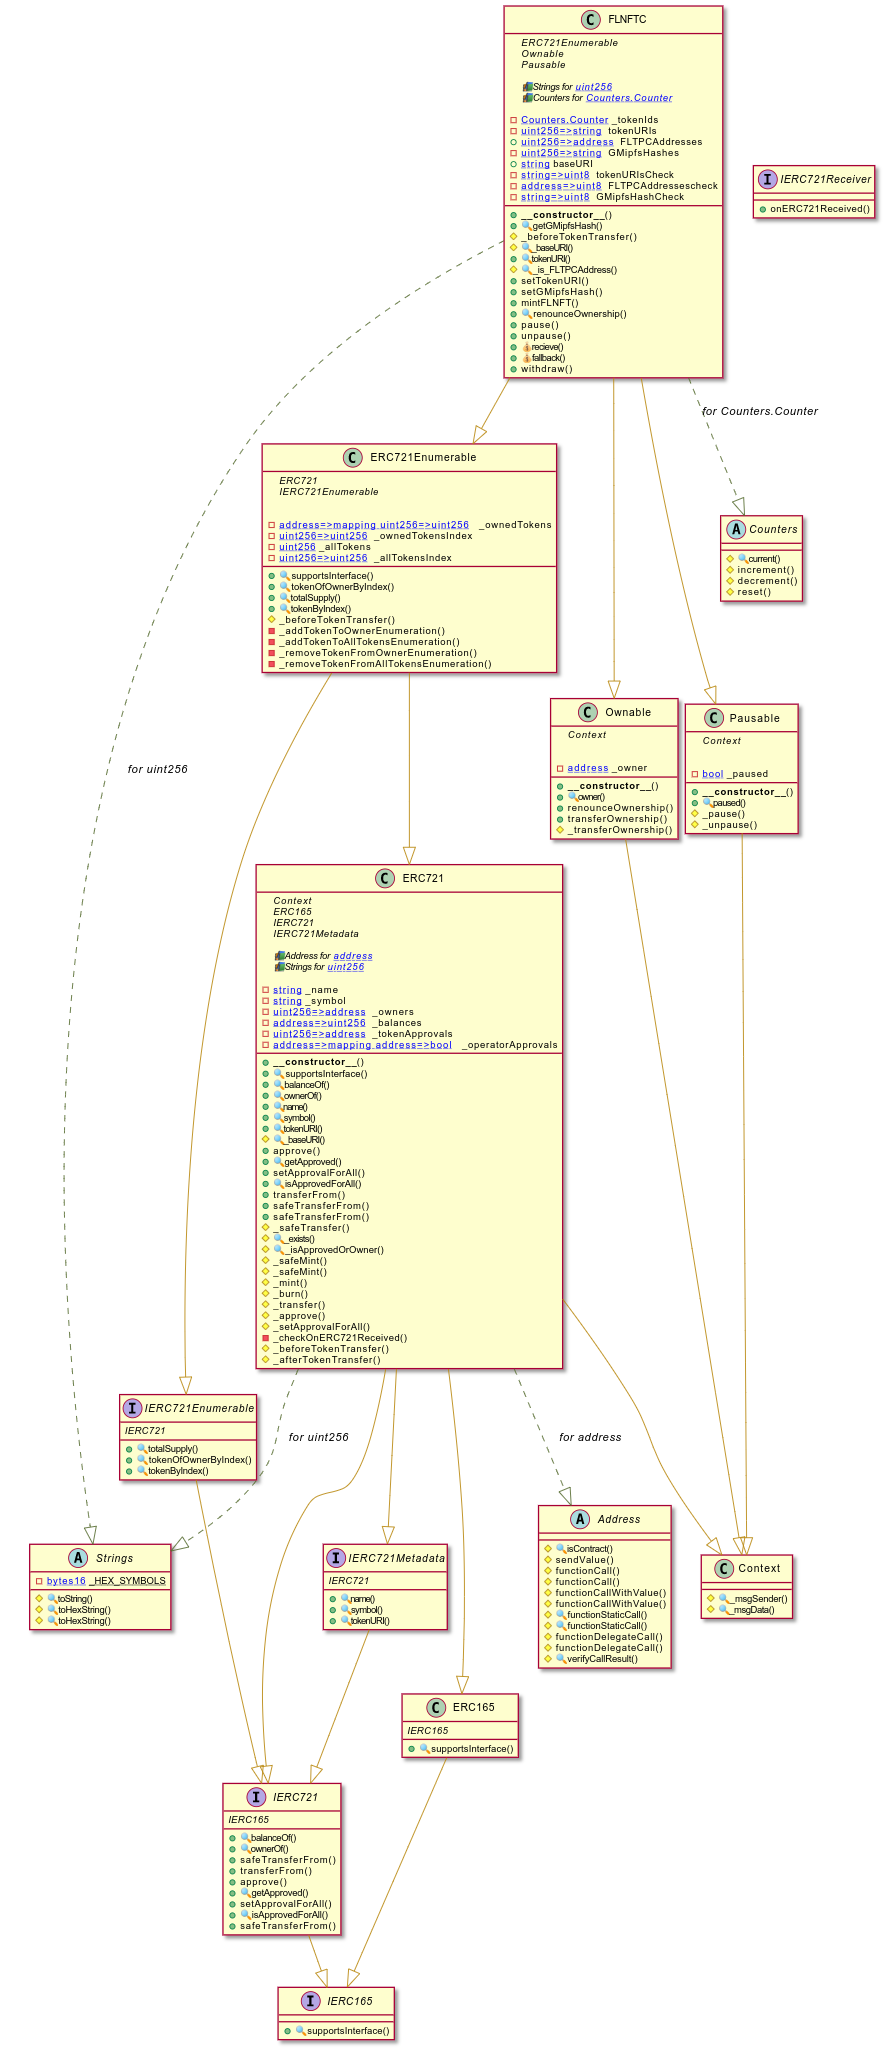 FLNFTC
ERC721Enumerable
Ownable
Pausable
Strings for uint256
Counters for Counters.Counter
Counters.Counter _tokenIds
uint256=>string tokenURIs
uint256=>address FLTPCAddresses
uint256=>string GMipfsHashes
string baseURI
string=>uint8 tokenURIsCheck
address=>uint8 FLTPCAddressescheck
string=>uint8 GMipfsHashCheck
__constructor__()
getGMipfsHash()
_beforeTokenTransfer()
_baseURI()
tokenURI()
_is_FLTPCAddress()
setTokenURI()
setGMipfsHash()
mintFLNFT()
renounceOwnership()
pause()
unpause()
recieve()
fallback()
withdraw()
IERC721Receiver
onERC721Received()
for Counters.Counter
ERC721Enumerable
ERC721
IERC721Enumerable
address=>mapping uint256=>uint256 _ownedTokens
uint256=>uint256 _ownedTokensIndex
uint256 _allTokens
uint256=>uint256 _allTokensIndex
supportsInterface()
tokenOfOwnerByIndex()
totalSupply()
tokenByIndex()
_beforeTokenTransfer()
_addTokenToOwnerEnumeration()
_addTokenToAllTokensEnumeration()
_removeTokenFromOwnerEnumeration()
_removeTokenFromAllTokensEnumeration()
Counters
current()
increment()
decrement()
reset()
Ownable
Context
address _owner
__constructor__()
owner()
renounceOwnership()
transferOwnership()
_transferOwnership()
Pausable
Context
bool _paused
__constructor__()
paused()
_pause()
_unpause()
for uint256
ERC721
Context
ERC165
IERC721
IERC721Metadata
Address for address
Strings for uint256
string _name
string _symbol
uint256=>address _owners
address=>uint256 _balances
uint256=>address _tokenApprovals
address=>mapping address=>bool _operatorApprovals
__constructor__()
supportsInterface()
balanceOf()
ownerOf()
name()
symbol()
tokenURI()
_baseURI()
approve()
getApproved()
setApprovalForAll()
isApprovedForAll()
transferFrom()
safeTransferFrom()
safeTransferFrom()
_safeTransfer()
_exists()
_isApprovedOrOwner()
_safeMint()
_safeMint()
_mint()
_burn()
_transfer()
_approve()
_setApprovalForAll()
_checkOnERC721Received()
_beforeTokenTransfer()
_afterTokenTransfer()
IERC721Enumerable
IERC721
totalSupply()
tokenOfOwnerByIndex()
tokenByIndex()
for uint256
for address
Strings
bytes16 _HEX_SYMBOLS
toString()
toHexString()
toHexString()
IERC721Metadata
IERC721
name()
symbol()
tokenURI()
Address
isContract()
sendValue()
functionCall()
functionCall()
functionCallWithValue()
functionCallWithValue()
functionStaticCall()
functionStaticCall()
functionDelegateCall()
functionDelegateCall()
verifyCallResult()
Context
_msgSender()
_msgData()
ERC165
IERC165
supportsInterface()
IERC721
IERC165
balanceOf()
ownerOf()
safeTransferFrom()
transferFrom()
approve()
getApproved()
setApprovalForAll()
isApprovedForAll()
safeTransferFrom()
IERC165
supportsInterface()